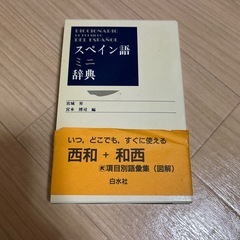 DICCIONARIO
DEL ESPAÑOL
スペイン語
ミニ
辞典
宮城 昇
宮本 博司 編
いつ、どこでも、すぐに使える
西和 + 和西
項目別語彙集(図解)
白水社